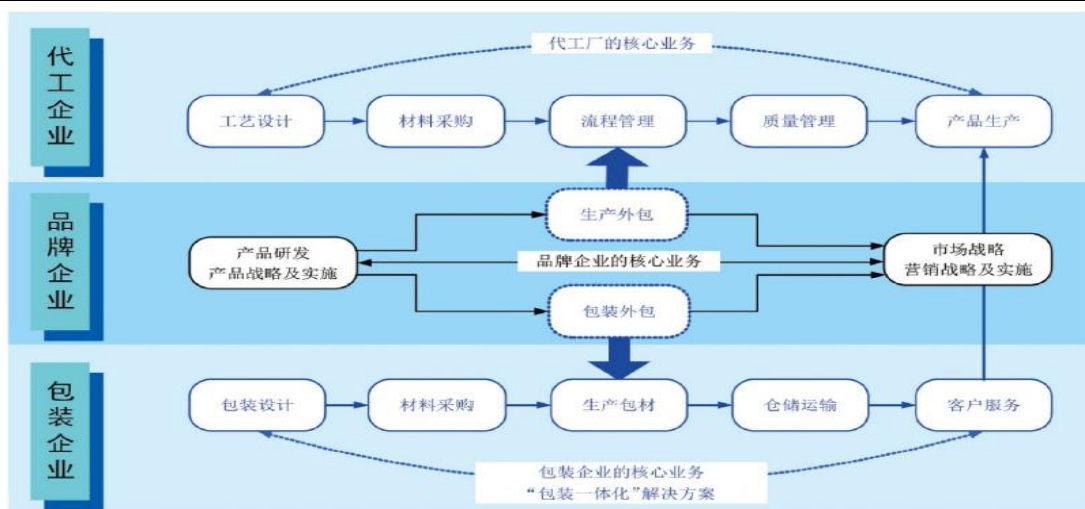 代工企业
代工厂的核心业务
工艺设计
材料采购
流程管理
质量管理
产品生产
品牌企业
生产外包
产品研发
产品战略及实施
品牌企业的核心业务
市场战略
营销战略及实施
包装外包
包装企业
包装设计
材料采购
生产包材
仓储运输
客户服务
包装企业的核心业务
“包装一体化”解决方案